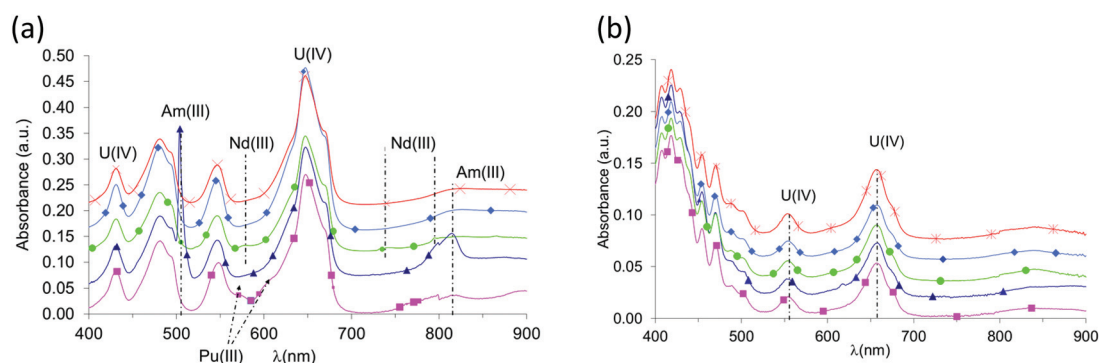 (a)
U(IV)
0.50
0.45
0.40
0.35
0.30
0.25
0.20
0.15
0.10
0.05
0.00
Absorbance (a.u.)
Am(III)
U(IV)
Nd(III)
Nd(III)
Am(III)
400 500 600 700 800 900
Pu(III)
λ(nm)
(b)
0.25
0.20
0.15
0.10
0.05
0.00
Absorbance (a.u.)
U(IV)
U(IV)
400 500 600 700 800 900
λ(nm)